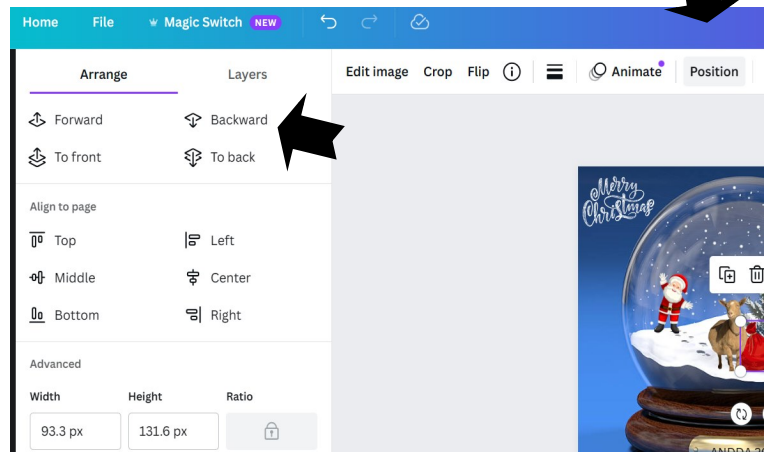 Home File Magic Switch NEW
Arrange Layers Edit image Crop Flip Animate Position
Forward Backward
To front To back
Align to page
Top Left
Middle Center
Bottom Right
Advanced
Width Height Ratio
93.3 px 131.6 px
Merry
Christmas